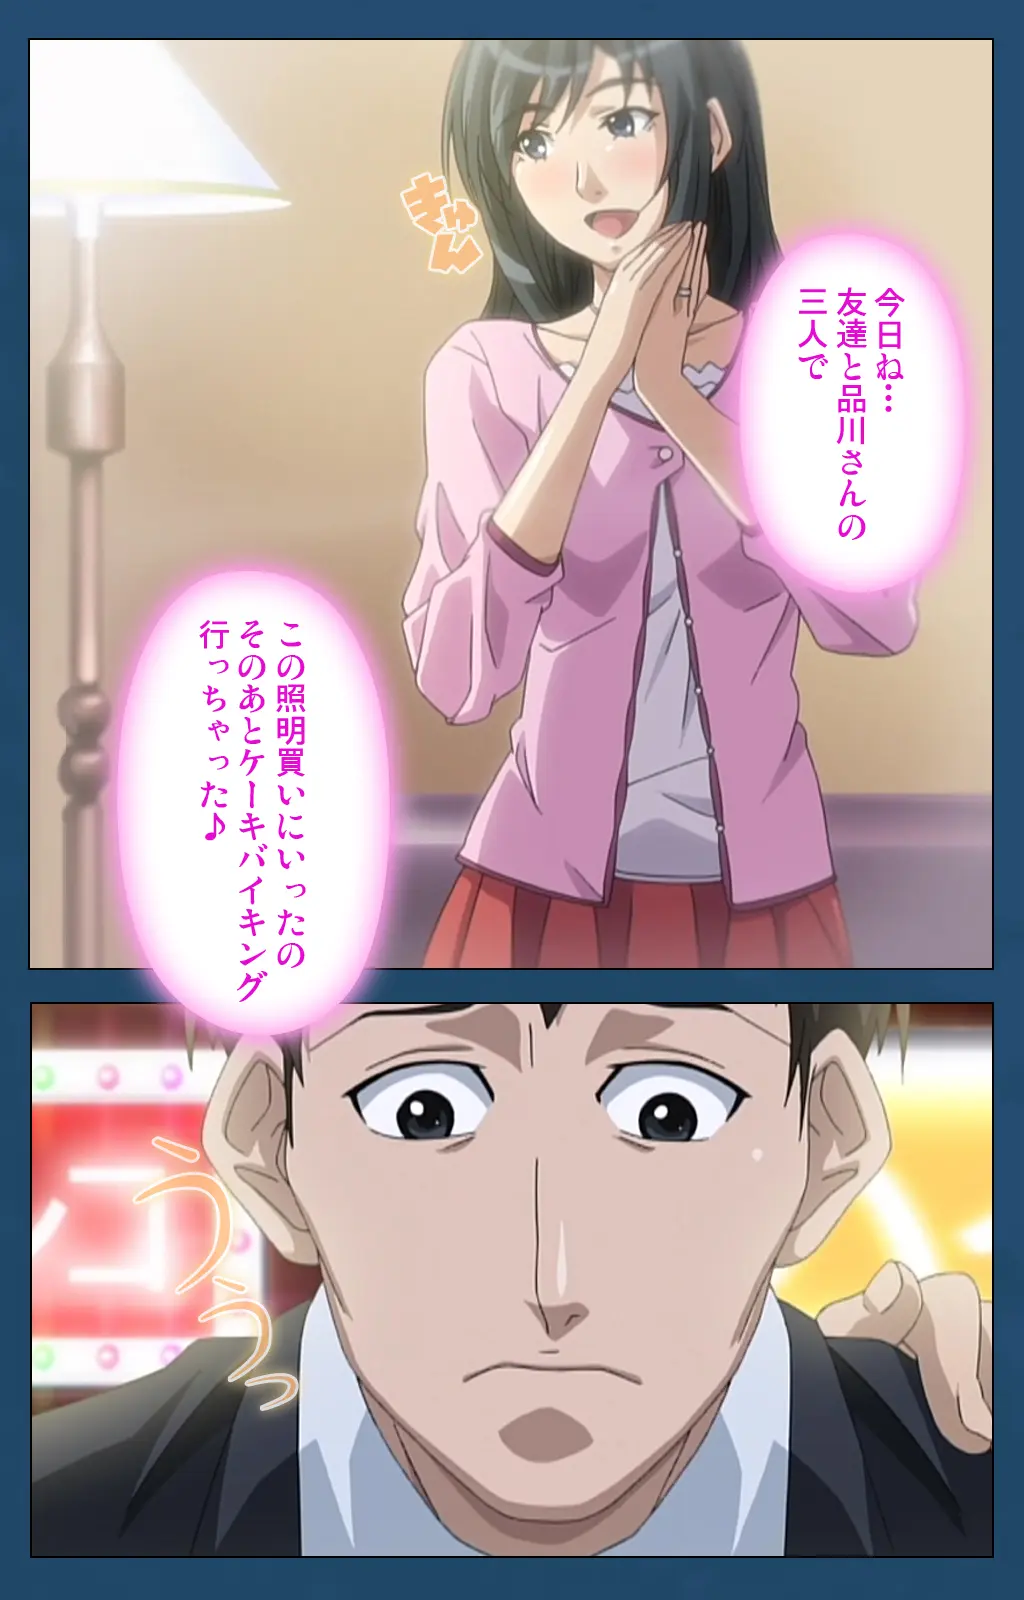 今日ね…
友達と品川さんの
三人で
きゅん
この照明買いにいったの
そのあとケーキバイキング
行っちゃった♪
うううっ